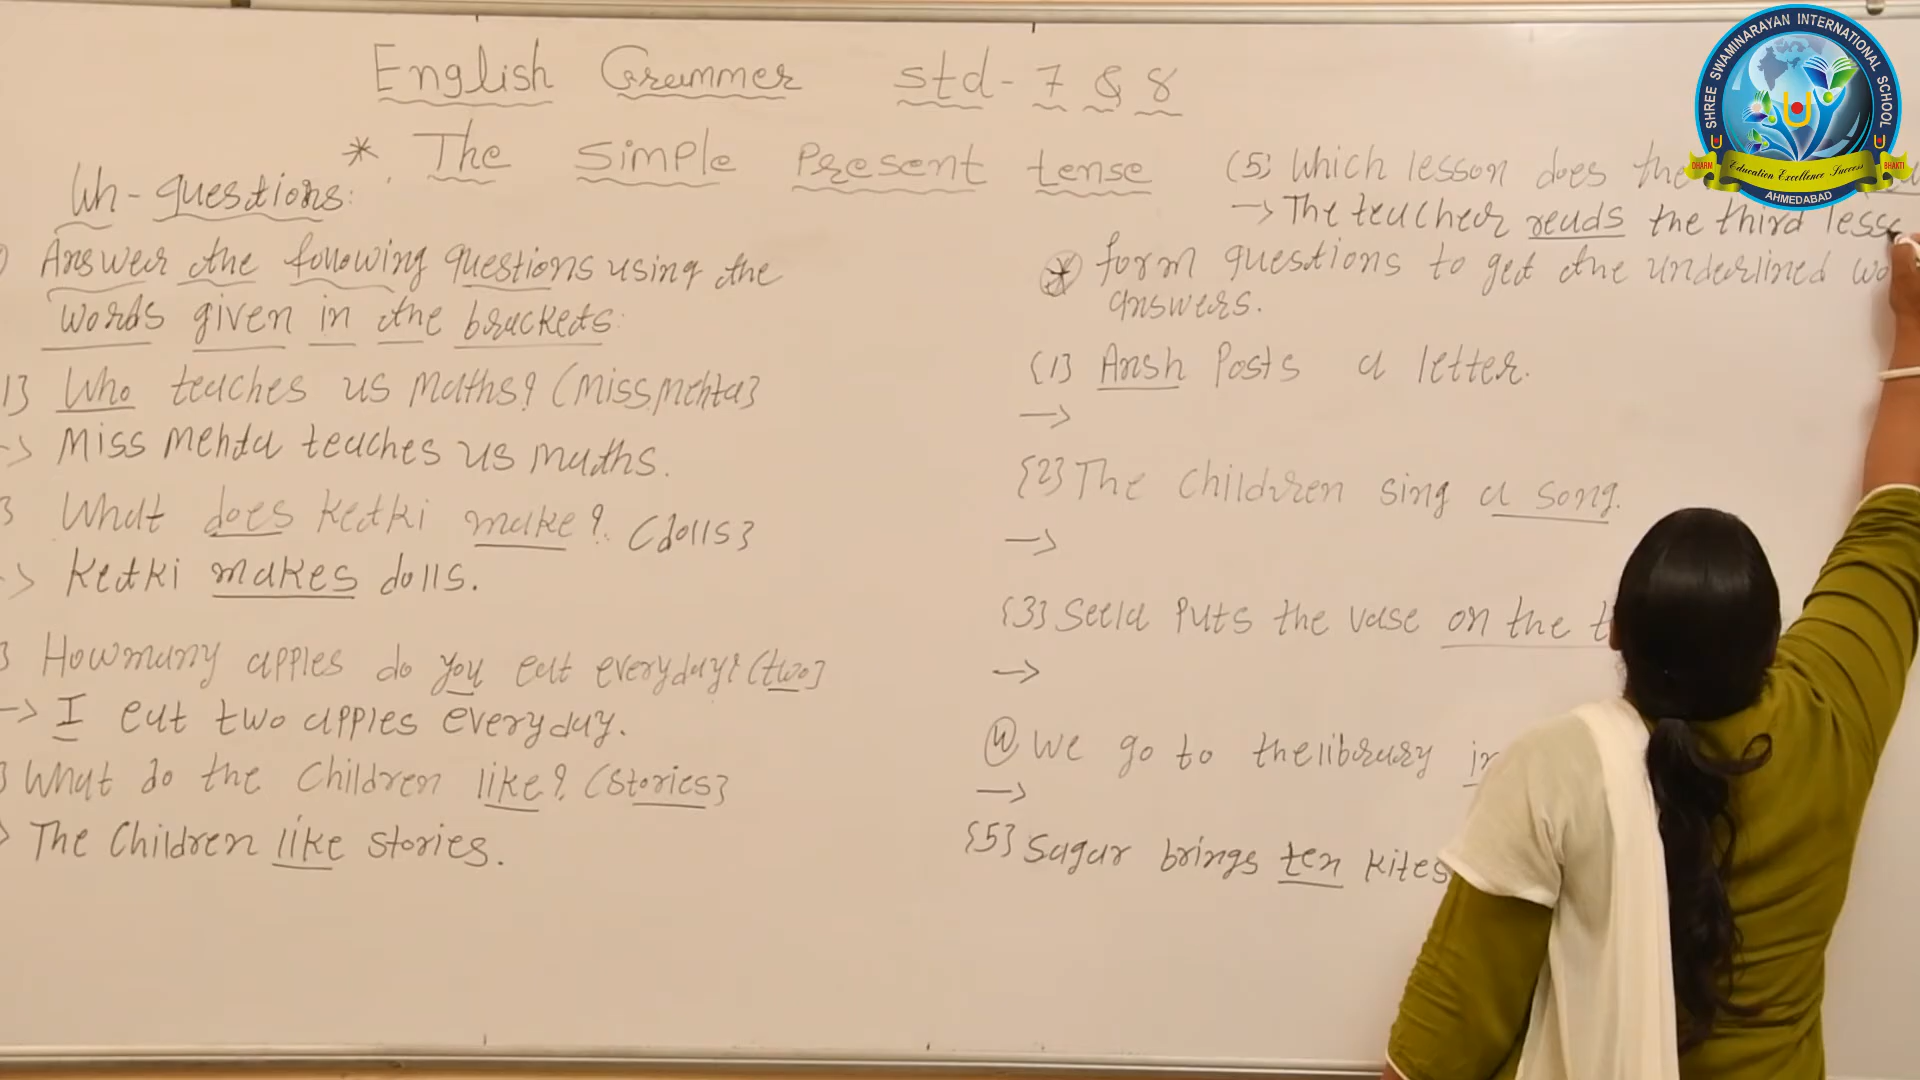 English Grammer std-7 & 8
* The Simple Present tense
Wh-questions:
Answer the following questions using the
words given in the brackets:
1} Who teaches us Maths? (Miss Mehta}
-> Miss Mehta teaches us maths.
} What does Ketki make? (dolls}
-> Ketki makes dolls.
} How many apples do you eat everyday? (two}
-> I eat two apples everyday.
} What do the Children like? (stories}
The Children like stories.
(5} Which lesson does the
-> The teacher reads the third
* form questions to get the underlined
answers.
{1} Ansh Posts a letter.
->
{2} The Children sing a song.
->
{3} Seela Puts the vase on the
->
(4) We go to the library
->
{5} Sagar brings ten kites
SHREE SWAMINARAYAN INTERNATIONAL SCHOOL
DHARM
BHAKTI
Education Excellence Success
AHMEDABAD